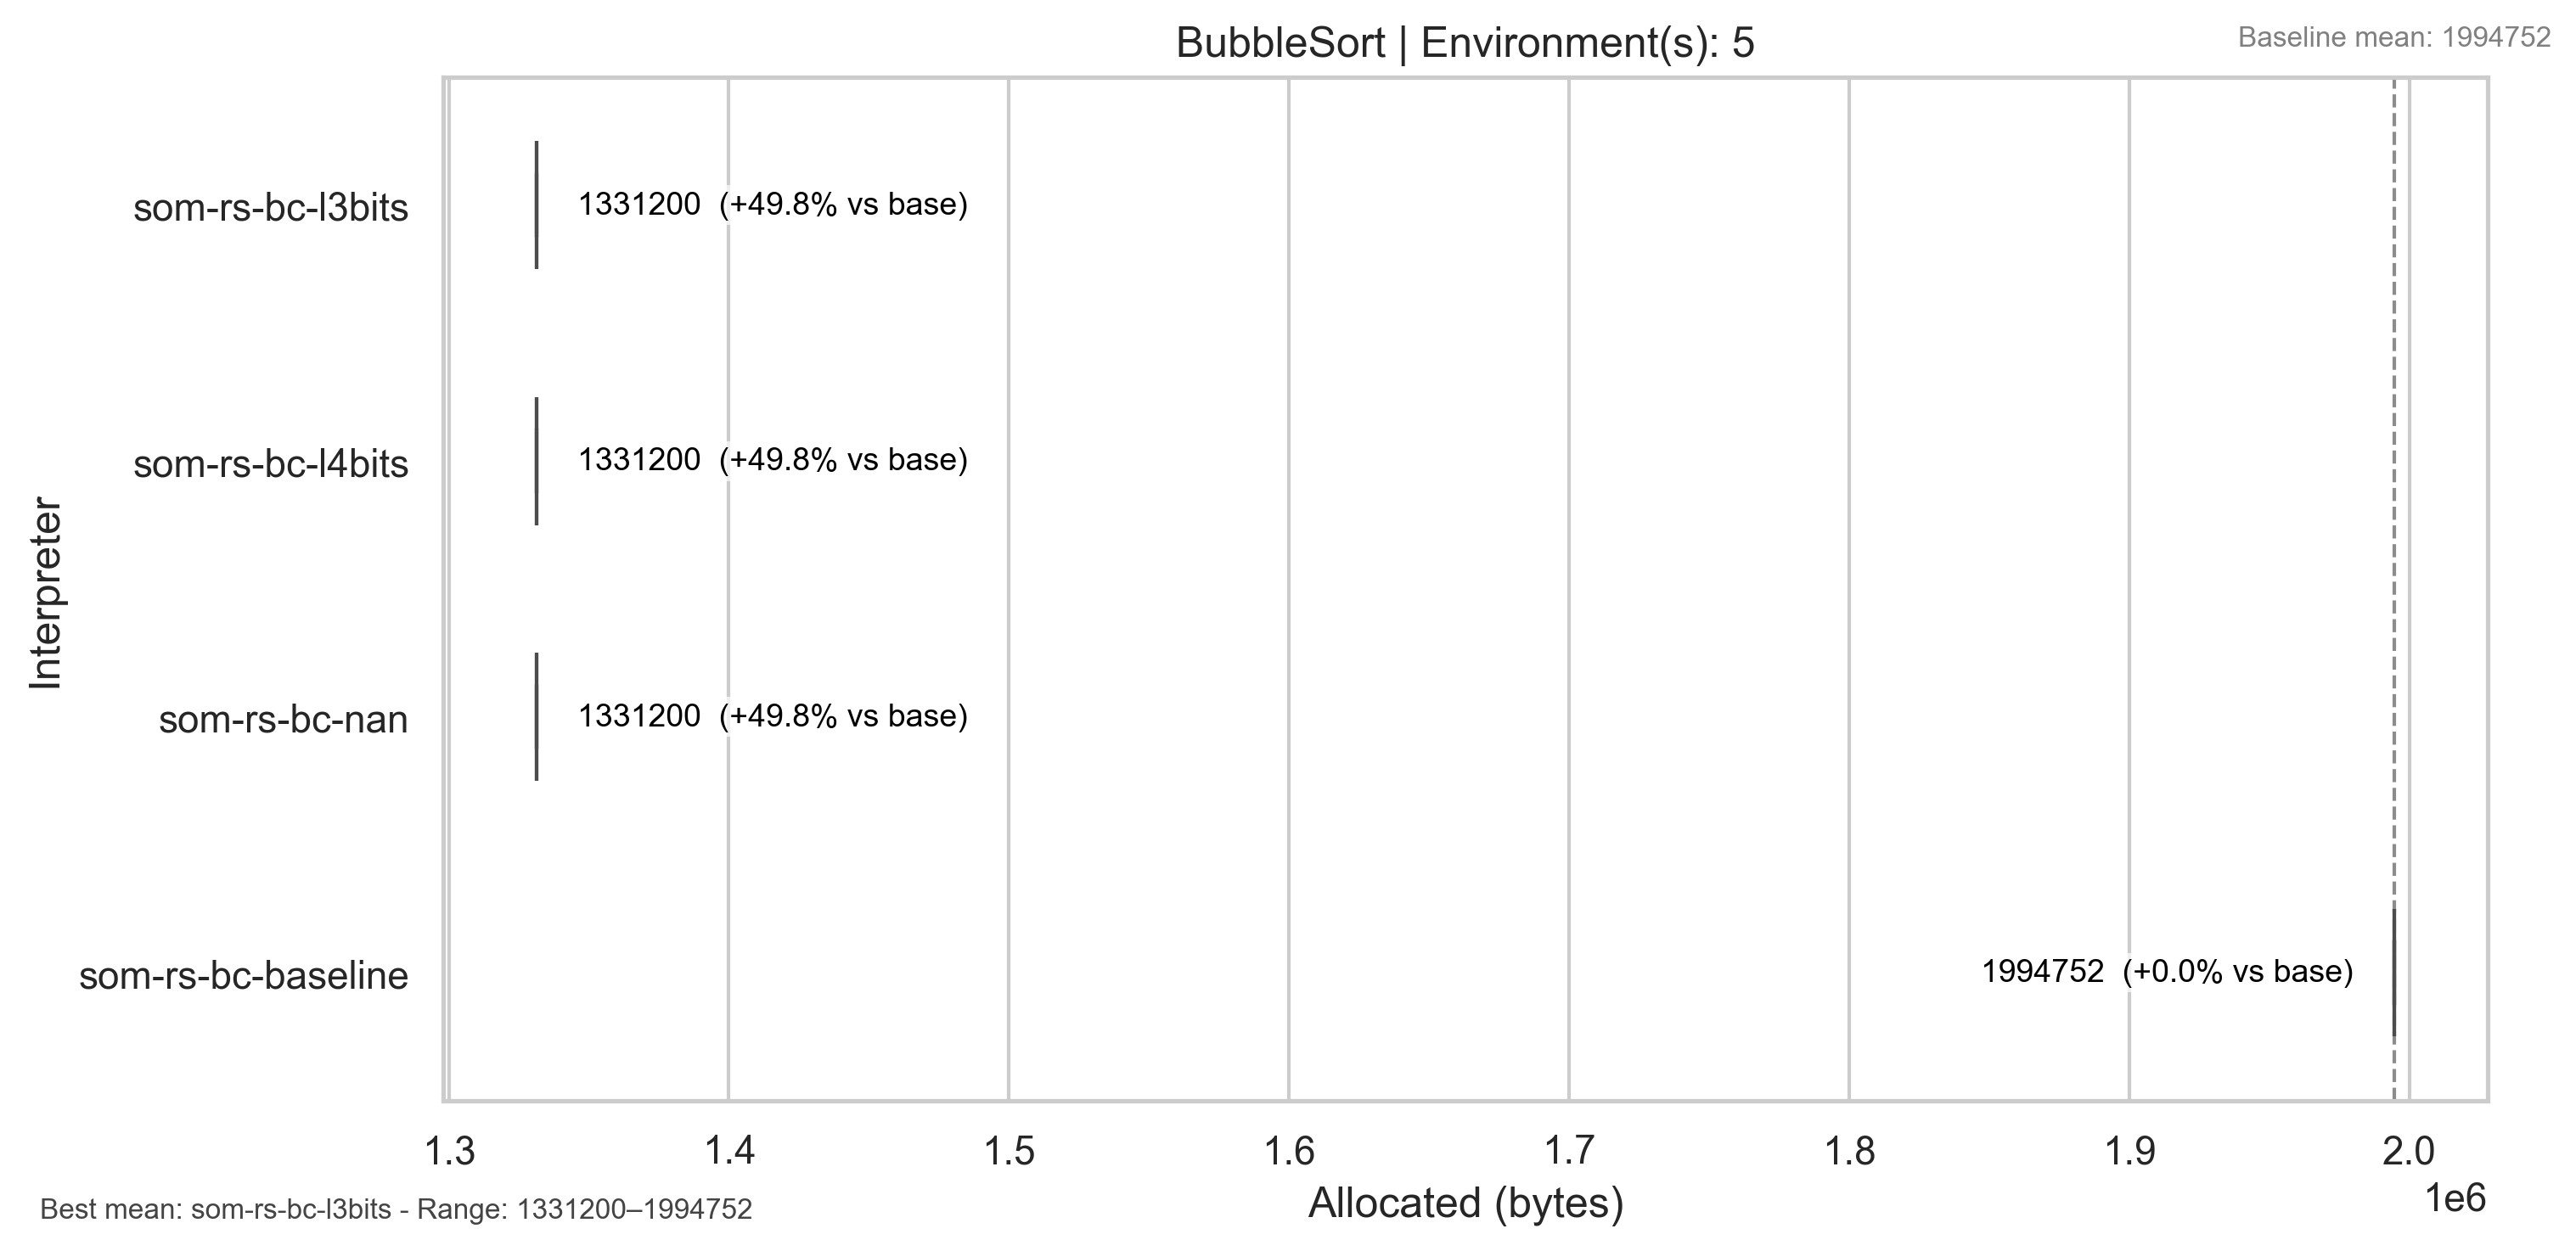 BubbleSort | Environment(s): 5
Baseline mean: 1994752
Interpreter
som-rs-bc-l3bits
1331200 (+49.8% vs base)
som-rs-bc-l4bits
1331200 (+49.8% vs base)
som-rs-bc-nan
1331200 (+49.8% vs base)
som-rs-bc-baseline
1994752 (+0.0% vs base)
1.3 1.4 1.5 1.6 1.7 1.8 1.9 2.0
1e6
Allocated (bytes)
Best mean: som-rs-bc-l3bits - Range: 1331200–1994752